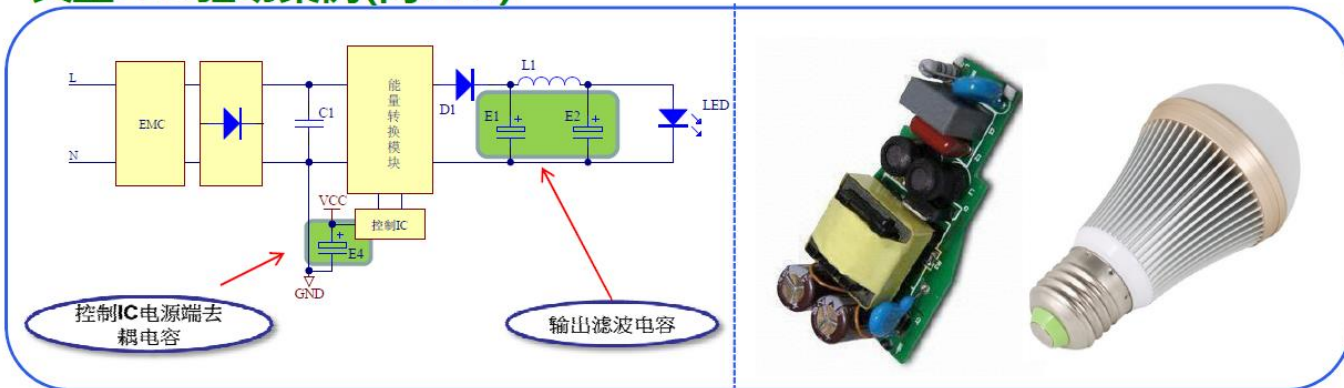 L
N
EMC
C1
能量转换模块
D1
L1
E1
+
E2
+
LED
VCC
控制IC
+
E4
GND
控制IC电源端去
耦电容
输出滤波电容